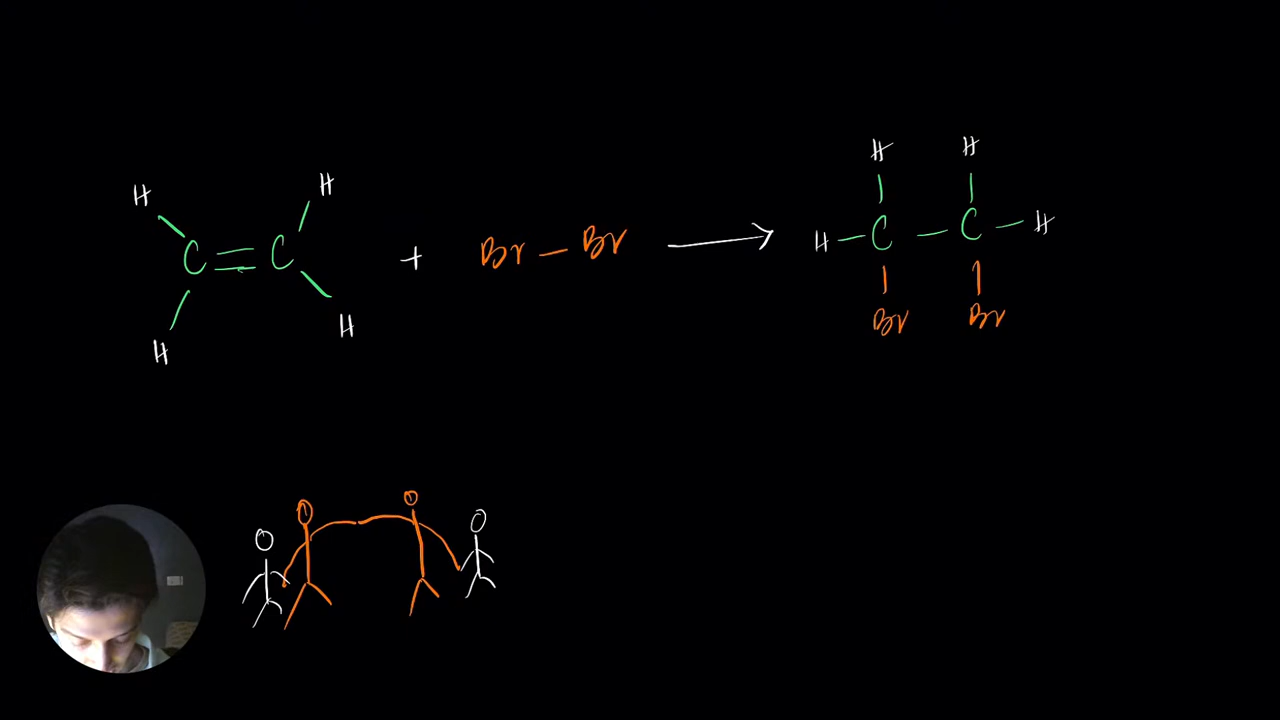 H H H H
C = C + Br — Br ⟶ H — C — C — H
H H Br Br